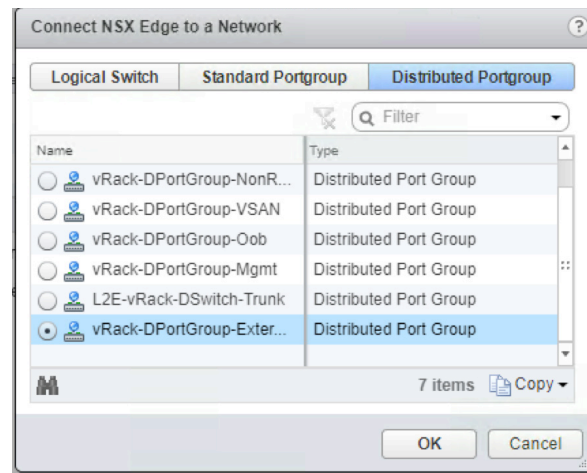 Connect NSX Edge to a Network ?
Logical Switch Standard Portgroup Distributed Portgroup
Filter
Name Type
vRack-DPortGroup-NonR... Distributed Port Group
vRack-DPortGroup-VSAN Distributed Port Group
vRack-DPortGroup-Oob Distributed Port Group
vRack-DPortGroup-Mgmt Distributed Port Group
L2E-vRack-DSwitch-Trunk Distributed Port Group
vRack-DPortGroup-Exter... Distributed Port Group
7 items Copy
OK Cancel